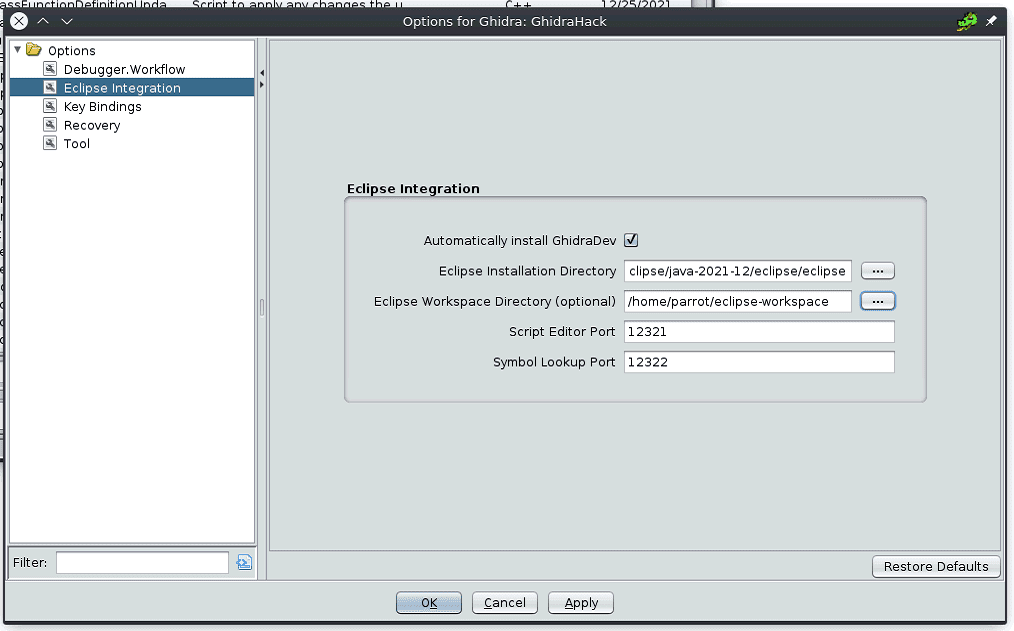 Script to apply any changes the u
C++
12/25/2021
Options for Ghidra: GhidraHack
Options
Debugger.Workflow
Eclipse Integration
Key Bindings
Recovery
Tool
Eclipse Integration
Automatically install GhidraDev
Eclipse Installation Directory clipse/java-2021-12/eclipse/eclipse ...
Eclipse Workspace Directory (optional) /home/parrot/eclipse-workspace ...
Script Editor Port 12321
Symbol Lookup Port 12322
Filter:
Restore Defaults
OK Cancel Apply